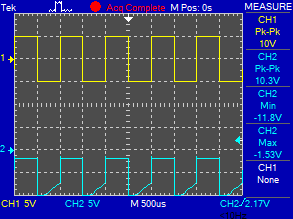 Tek Acq Complete M Pos: 0s MEASURE
CH1
Pk-Pk
10V
CH2
Pk-Pk
10.3V
CH2
Min
-11.8V
CH2
Max
-1.53V
CH1
None
1
2
CH1 5V CH2 5V M 500us CH2/2.17V